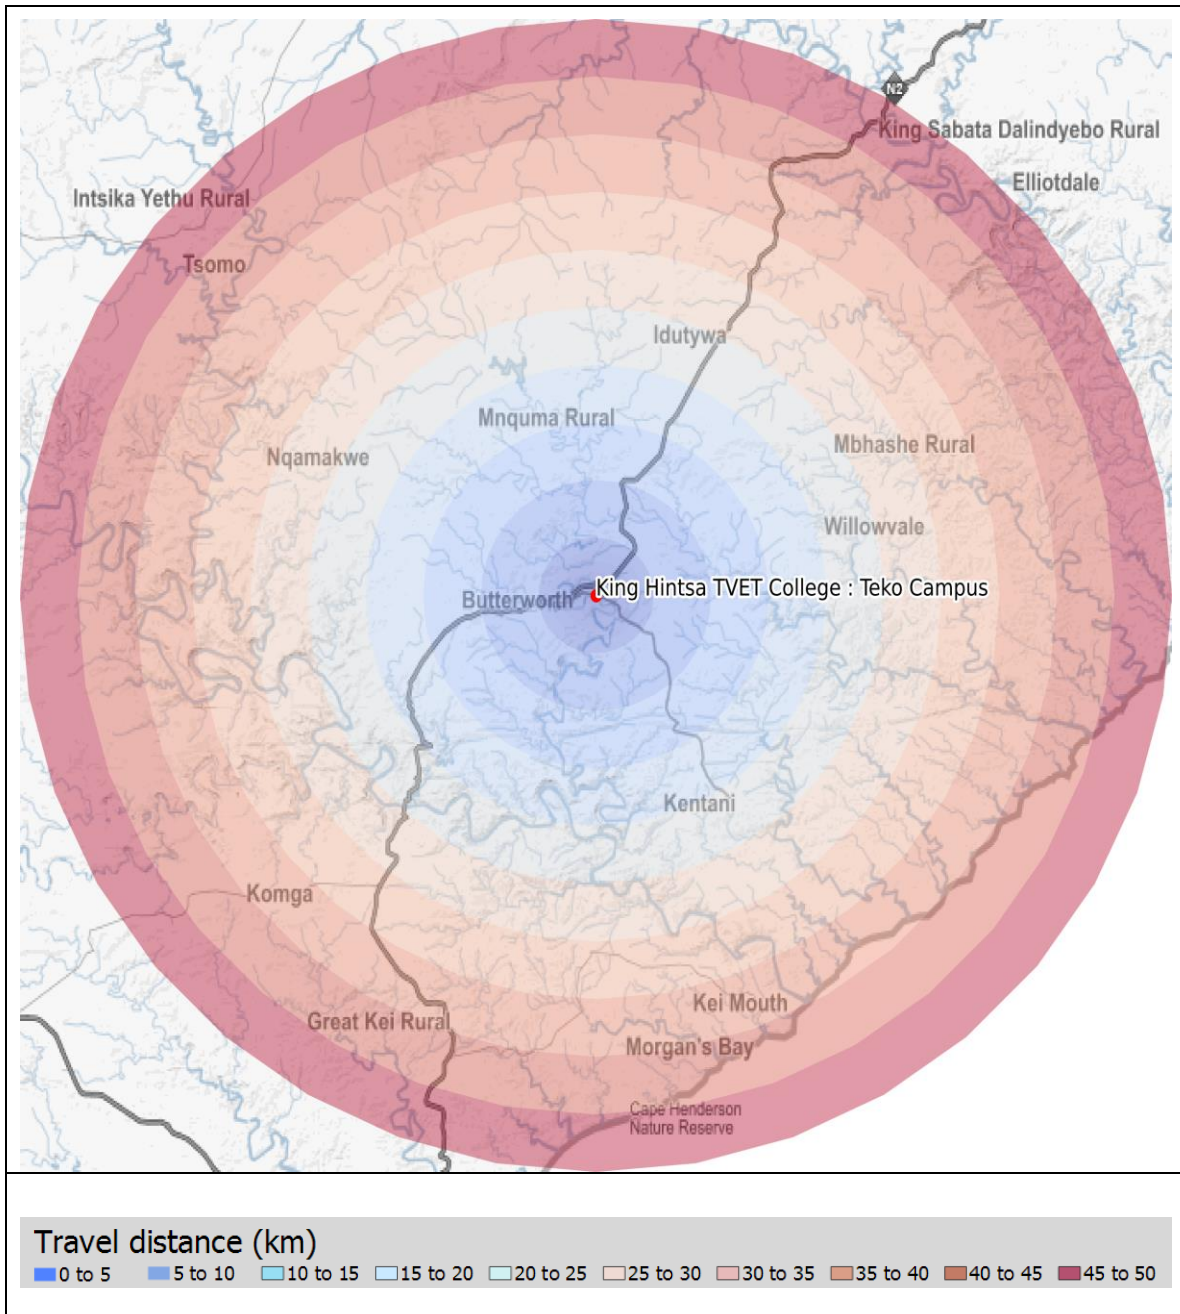 N2
King Sabata Dalindyebo Rural
Elliotdale
Intsika Yethu Rural
Tsomo
Idutywa
Mnquma Rural
Mbhashe Rural
Nqamakwe
Willowvale
King Hintsa TVET College : Teko Campus
Butterworth
Kentani
Komga
Kei Mouth
Great Kei Rural
Morgan's Bay
Cape Henderson
Nature Reserve
Travel distance (km)
0 to 5 5 to 10 10 to 15 15 to 20 20 to 25 25 to 30 30 to 35 35 to 40 40 to 45 45 to 50